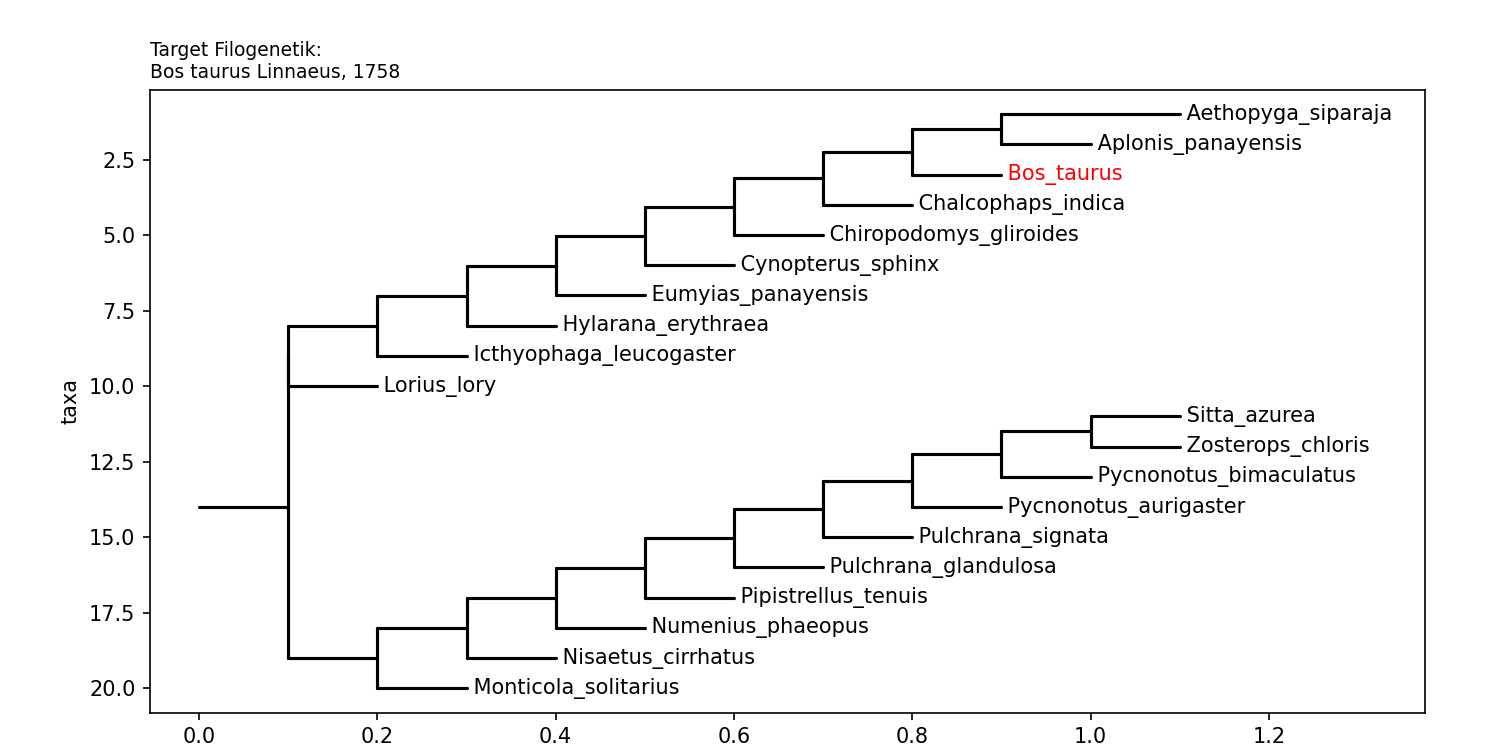 Target Filogenetik:
Bos taurus Linnaeus, 1758
Aethopyga_siparaja
Aplonis_panayensis
2.5
Bos_taurus
Chalcophaps_indica
5.0
Chiropodomys_gliroides
Cynopterus_sphinx
Eumyias_panayensis
7.5
Hylarana_erythraea
Icthyophaga_leucogaster
10.0
Lorius_lory
taxa
Sitta_azurea
Zosterops_chloris
12.5
Pycnonotus_bimaculatus
Pycnonotus_aurigaster
15.0
Pulchrana_signata
Pulchrana_glandulosa
Pipistrellus_tenuis
17.5
Numenius_phaeopus
Nisaetus_cirrhatus
20.0
Monticola_solitarius
0.0 0.2 0.4 0.6 0.8 1.0 1.2